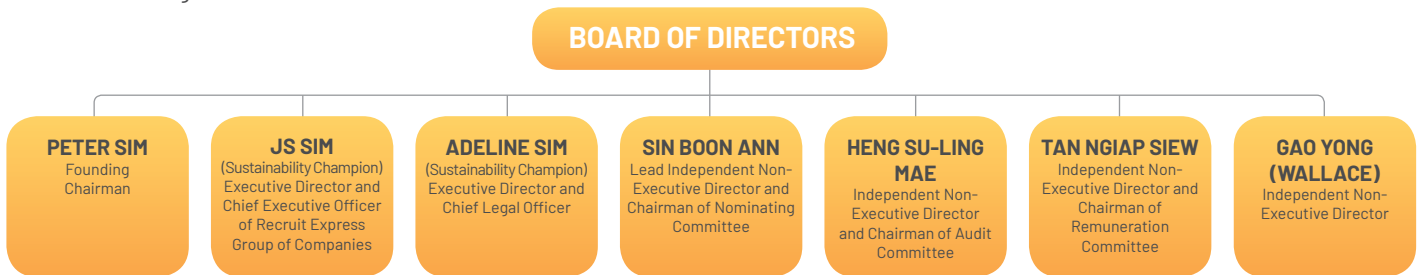 BOARD OF DIRECTORS
PETER SIM
Founding
Chairman
JS SIM
(Sustainability Champion)
Executive Director and
Chief Executive Officer
of Recruit Express
Group of Companies
ADELINE SIM
(Sustainability Champion)
Executive Director and
Chief Legal Officer
SIN BOON ANN
Lead Independent Non-
Executive Director and
Chairman of Nominating
Committee
HENG SU-LING
MAE
Independent Non-
Executive Director
and Chairman of Audit
Committee
TAN NGIAP SIEW
Independent Non-
Executive Director and
Chairman of
Remuneration
Committee
GAO YONG
(WALLACE)
Independent Non-
Executive Director